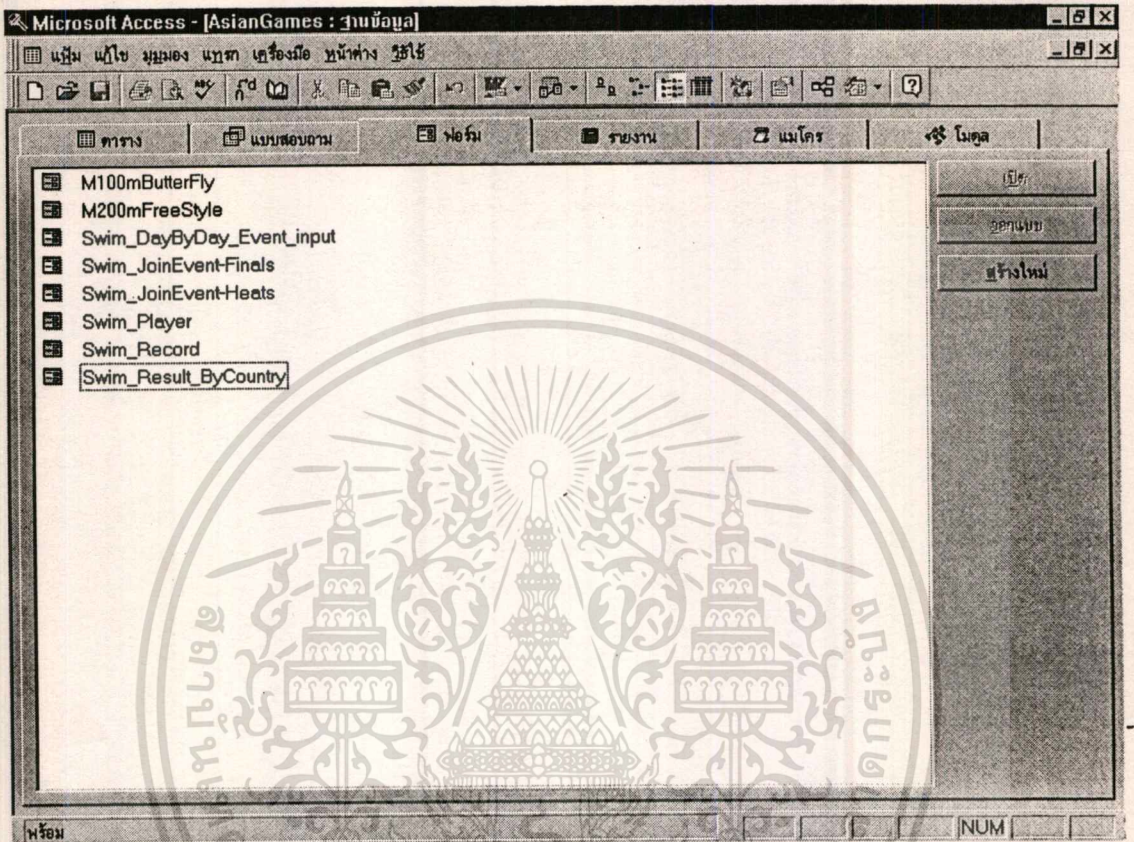 Microsoft Access - [AsianGames : ฐานข้อมูล]
แฟ้ม แก้ไข มุมมอง แทรก เครื่องมือ หน้าต่าง วิธีใช้
ตาราง แบบสอบถาม ฟอร์ม รายงาน แมโคร โมดูล
M100mButterFly
M200mFreeStyle
Swim_DayByDay_Event_input
Swim_JoinEvent-Finals
Swim_JoinEvent-Heats
Swim_Player
Swim_Record
Swim_Result_ByCountry
เปิด
ออกแบบ
สร้างใหม่
พร้อม
NUM